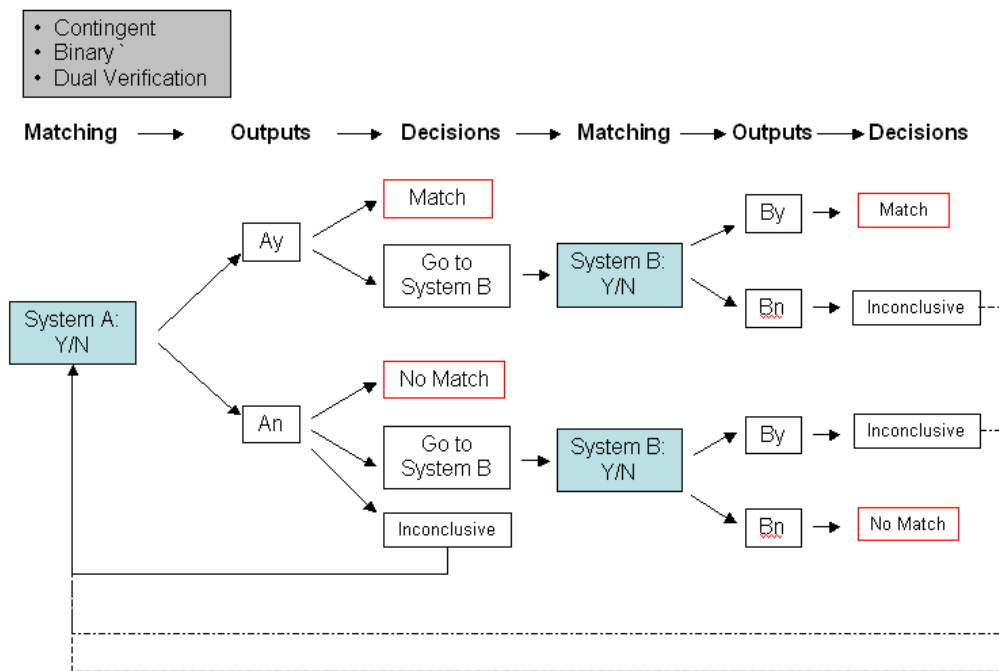 • Contingent
• Binary `
• Dual Verification
Matching Outputs Decisions Matching Outputs Decisions
Match
Ay
Go to
System B
System B:
Y/N
By
Match
Bn
Inconclusive
System A:
Y/N
No Match
An
Go to
System B
Inconclusive
System B:
Y/N
By
Inconclusive
Bn
No Match